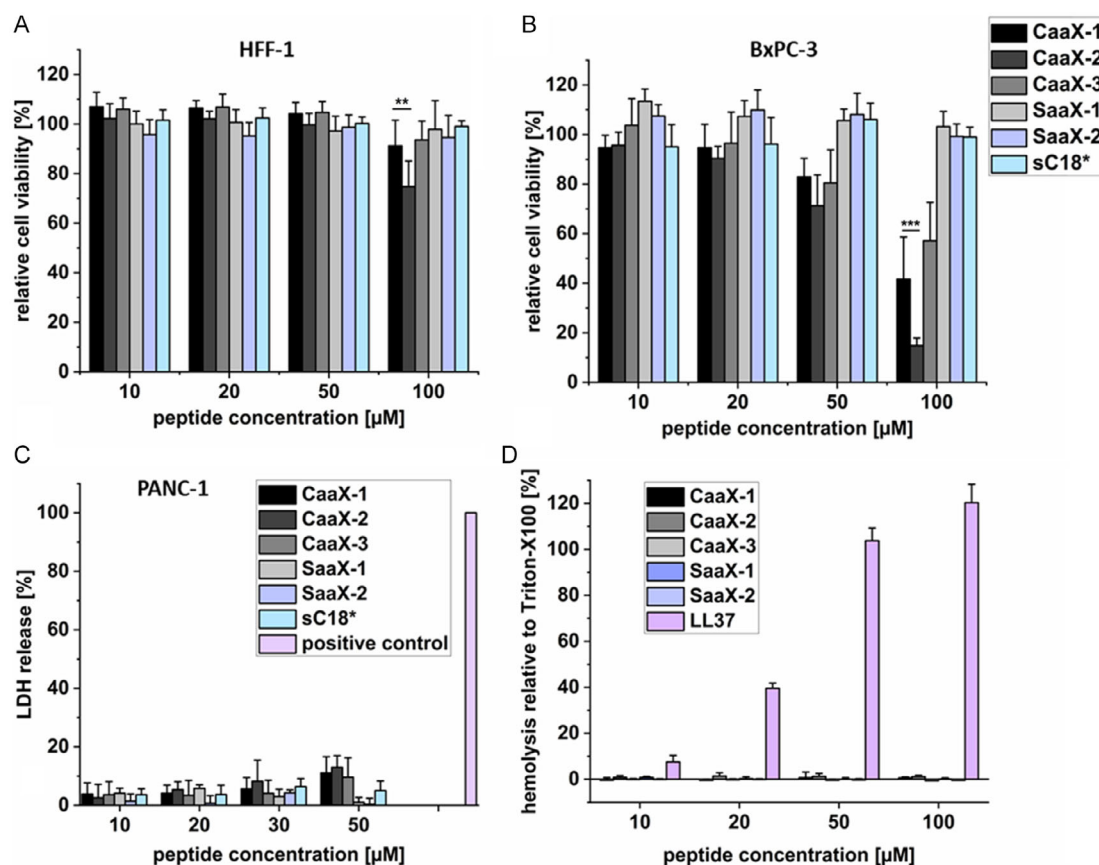 A
HFF-1
relative cell viability [%]
120
100
80
60
40
20
0
**
10
20
50
100
peptide concentration [µM]
B
BxPC-3
relative cell viability [%]
120
100
80
60
40
20
0
***
10
20
50
100
peptide concentration [µM]
CaaX-1
CaaX-2
CaaX-3
SaaX-1
SaaX-2
sC18*
C
PANC-1
LDH release [%]
100
80
60
40
20
0
CaaX-1
CaaX-2
CaaX-3
SaaX-1
SaaX-2
sC18*
positive control
10
20
30
50
peptide concentration [µM]
D
hemolysis relative to Triton-X100 [%]
120
100
80
60
40
20
0
CaaX-1
CaaX-2
CaaX-3
SaaX-1
SaaX-2
LL37
10
20
50
100
peptide concentration [µM]